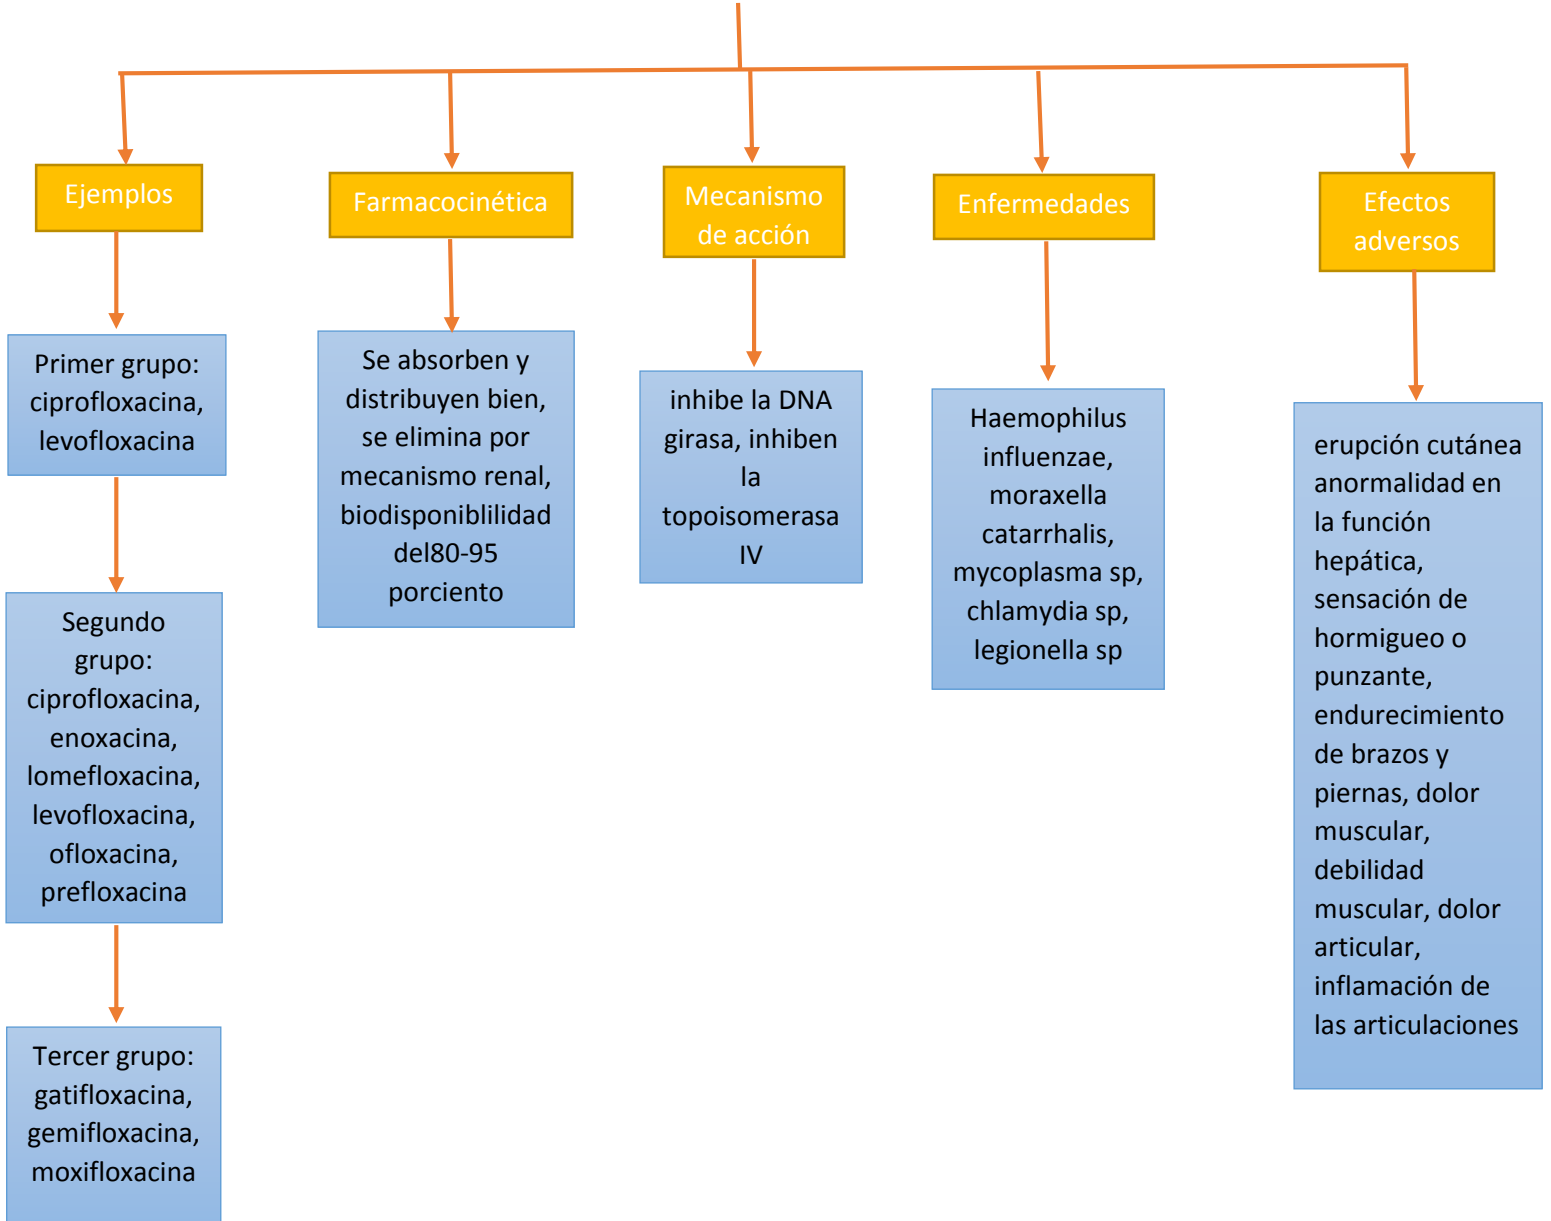 Ejemplos
Primer grupo:
ciprofloxacina,
levofloxacina
Segundo
grupo:
ciprofloxacina,
enoxacina,
lomefloxacina,
levofloxacina,
ofloxacina,
prefloxacina
Tercer grupo:
gatifloxacina,
gemifloxacina,
moxifloxacina
Farmacocinética
Se absorben y
distribuyen bien,
se elimina por
mecanismo renal,
biodisponiblilidad
del80-95
porciento
Mecanismo
de acción
inhibe la DNA
girasa, inhiben
la
topoisomerasa
IV
Enfermedades
Haemophilus
influenzae,
moraxella
catarrhalis,
mycoplasma sp,
chlamydia sp,
legionella sp
Efectos
adversos
erupción cutánea
anormalidad en
la función
hepática,
sensación de
hormigueo o
punzante,
endurecimiento
de brazos y
piernas, dolor
muscular,
debilidad
muscular, dolor
articular,
inflamación de
las articulaciones